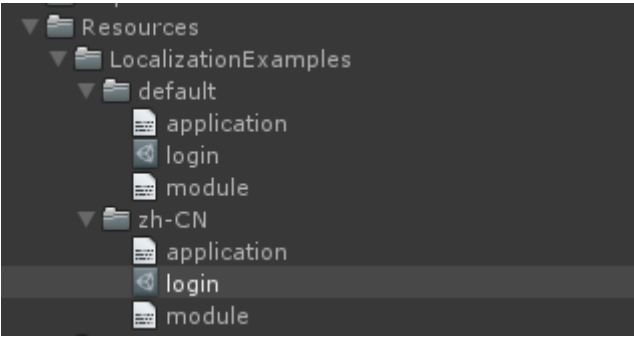 Resources
LocalizationExamples
default
application
login
module
zh-CN
application
login
module